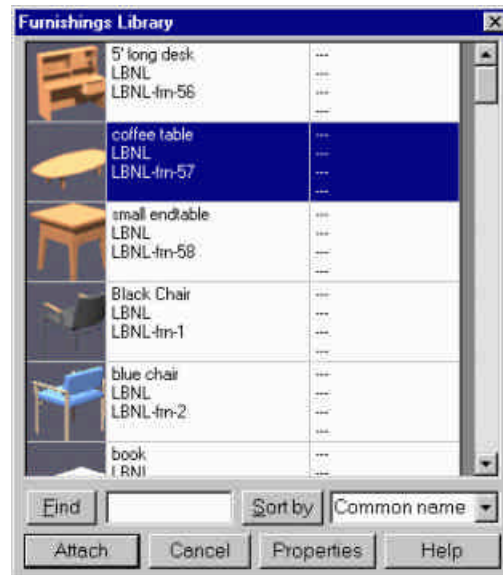 Furnishings Library
5' long desk
LBNL
LBNL-frn-56
---
---
---
coffee table
LBNL
LBNL-frn-57
---
---
---
small endtable
LBNL
LBNL-frn-58
---
---
---
Black Chair
LBNL
LBNL-frn-1
---
---
---
blue chair
LBNL
LBNL-frn-2
---
---
---
book
LBNL
---
Find
Sort by
Common name
Attach
Cancel
Properties
Help